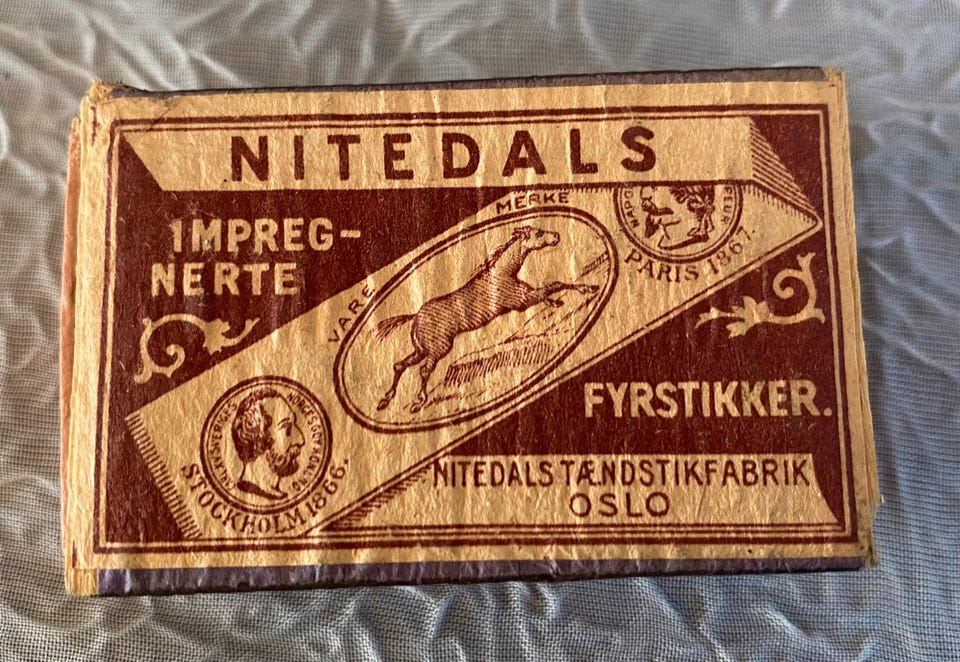 NITEDALS
IMPREG-
NERTE
VARE MERKE
PARIS 1867.
STOCKHOLM 1866.
FYRSTIKKER.
NITEDALS TÆNDSTIKFABRIK
OSLO